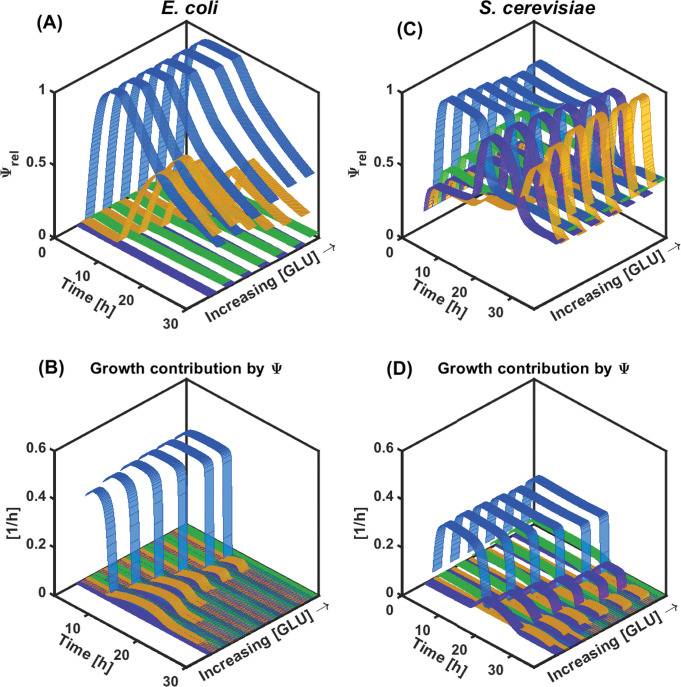 E. coli
S. cerevisiae
(A)
(C)
1
0.5
0
Ψrel
0
10
20
30
Time [h]
Increasing [GLU] →
1
0.5
0
Ψrel
0
10
20
30
Time [h]
Increasing [GLU] →
(B)
Growth contribution by Ψ
(D)
Growth contribution by Ψ
0.6
0.4
0.2
0
[1/h]
10
20
30
Time [h]
Increasing [GLU] →
0.6
0.4
0.2
0
[1/h]
0
10
20
30
Time [h]
Increasing [GLU] →